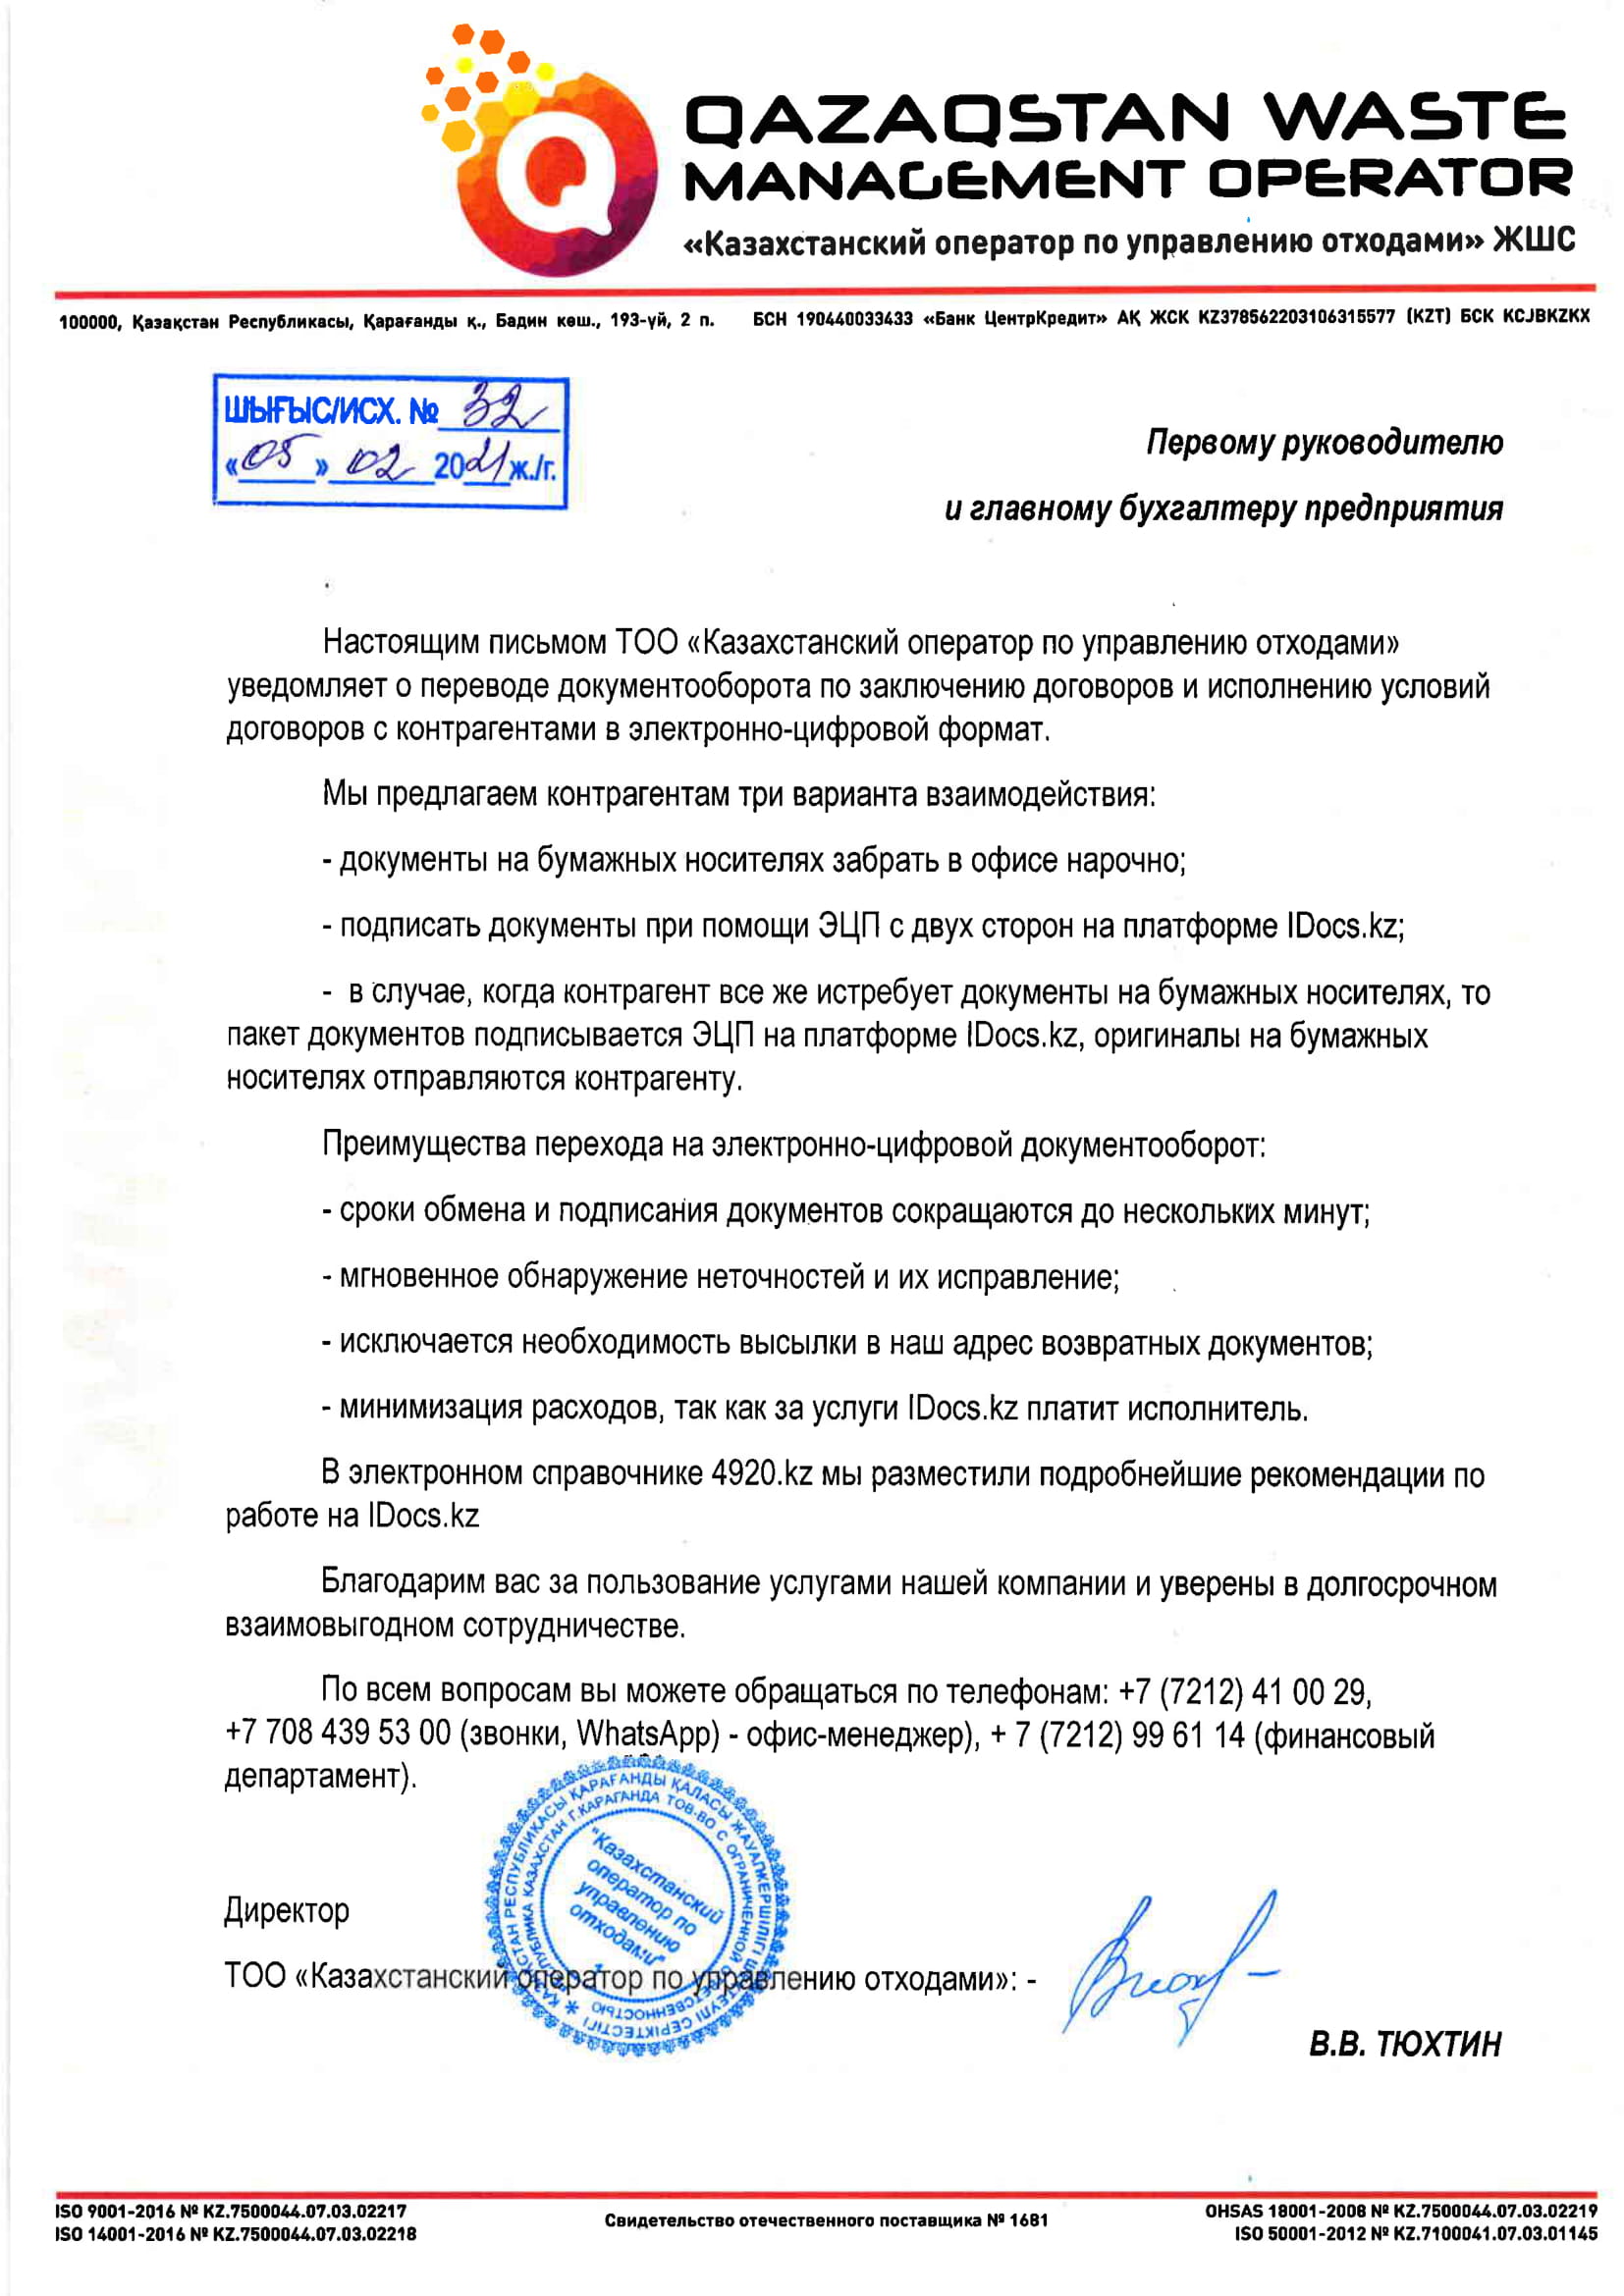 QAZAQSTAN WASTE
MANAGEMENT OPERATOR
«Казахстанский оператор по управлению отходами» ЖШС
100000, Қазақстан Республикасы, Қарағанды қ., Бадин көш., 193-үй, 2 п. БСН 190440033433 «Банк ЦентрКредит» АҚ ЖСК KZ378562203106315577 (KZT) БСК KCJBKZKX
ШЫҒЫС/ИСХ. № 32
«05» 02 2021 ж./г.
Первому руководителю
и главному бухгалтеру предприятия
Настоящим письмом ТОО «Казахстанский оператор по управлению отходами»
уведомляет о переводе документооборота по заключению договоров и исполнению условий
договоров с контрагентами в электронно-цифровой формат.
Мы предлагаем контрагентам три варианта взаимодействия:
- документы на бумажных носителях забрать в офисе нарочно;
- подписать документы при помощи ЭЦП с двух сторон на платформе IDocs.kz;
- в случае, когда контрагент все же истребует документы на бумажных носителях, то
пакет документов подписывается ЭЦП на платформе IDocs.kz, оригиналы на бумажных
носителях отправляются контрагенту.
Преимущества перехода на электронно-цифровой документооборот:
- сроки обмена и подписания документов сокращаются до нескольких минут;
- мгновенное обнаружение неточностей и их исправление;
- исключается необходимость высылки в наш адрес возвратных документов;
- минимизация расходов, так как за услуги IDocs.kz платит исполнитель.
В электронном справочнике 4920.kz мы разместили подробнейшие рекомендации по
работе на IDocs.kz
Благодарим вас за пользование услугами нашей компании и уверены в долгосрочном
взаимовыгодном сотрудничестве.
По всем вопросам вы можете обращаться по телефонам: +7 (7212) 41 00 29,
+7 708 439 53 00 (звонки, WhatsApp) - офис-менеджер), + 7 (7212) 99 61 14 (финансовый
департамент).
ҚАЗАҚСТАН РЕСПУБЛИКАСЫ ҚАРАҒАНДЫ ҚАЛАСЫ ЖАУАПКЕРШІЛІГІ ШЕКТЕУЛІ СЕРІКТЕСТІГІ
РЕСПУБЛИКА КАЗАХСТАН Г.КАРАГАНДА ТОВ-ВО С ОГРАНИЧЕННОЙ ОТВЕТСТВЕННОСТЬЮ
"Казахстанский
оператор по
управлению
отходами"
Директор
ТОО «Казахстанский оператор по управлению отходами»: -
В.В. ТЮХТИН
ISO 9001-2016 № KZ.7500044.07.03.02217
ISO 14001-2016 № KZ.7500044.07.03.02218
Свидетельство отечественного поставщика № 1681
OHSAS 18001-2008 № KZ.7500044.07.03.02219
ISO 50001-2012 № KZ.7100041.07.03.01145